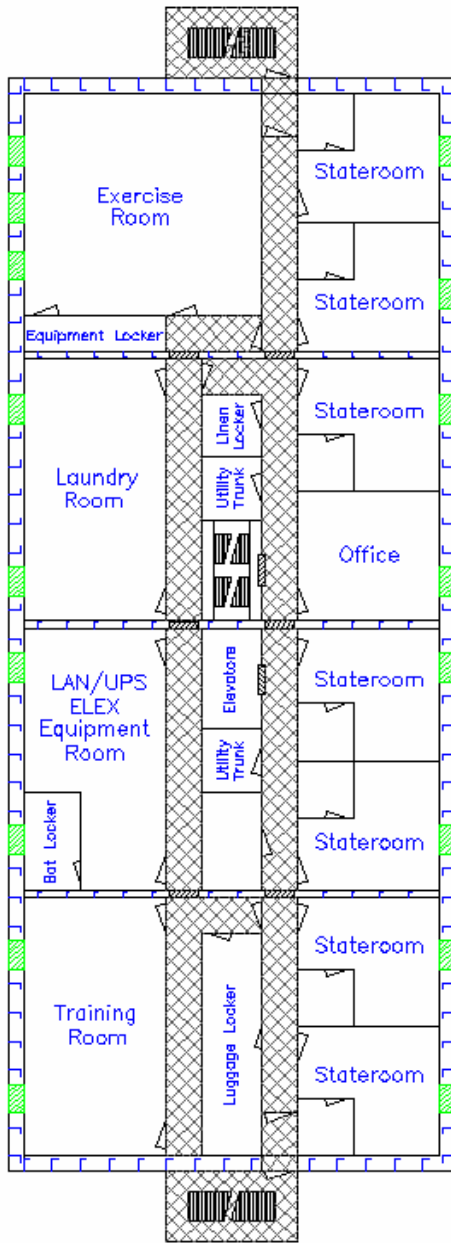 Stateroom
Exercise
Room
Stateroom
Equipment Locker
Stateroom
Linen
Locker
Laundry
Room
Utility
Trunk
Office
LAN/UPS
ELEX
Equipment
Room
Elevators
Stateroom
Utility
Trunk
Bat Locker
Stateroom
Stateroom
Training
Room
Luggage Locker
Stateroom